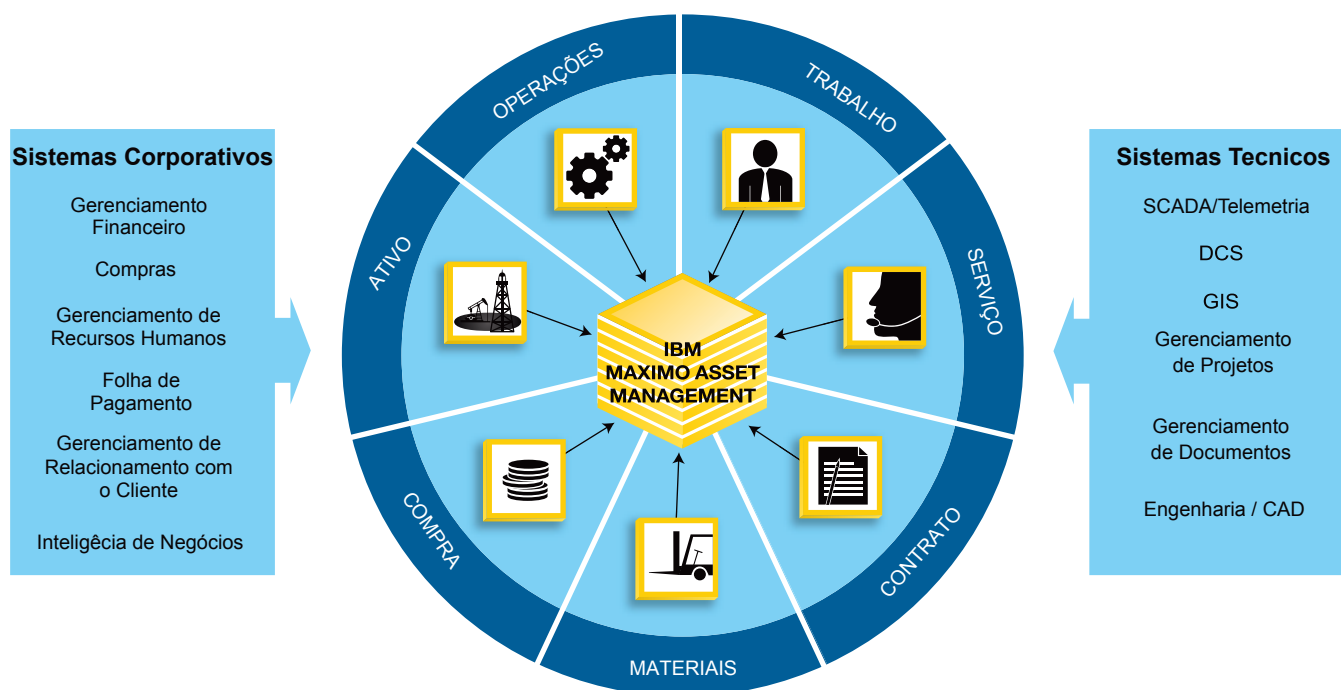 Sistemas Corporativos
Gerenciamento
Financeiro
Compras
Gerenciamento de
Recursos Humanos
Folha de
Pagamento
Gerenciamento de
Relacionamento com
o Cliente
Inteligêcia de Negócios
OPERAÇÕES
TRABALHO
ATIVO
SERVIÇO
IBM
MAXIMO ASSET
MANAGEMENT
COMPRA
CONTRATO
MATERIAIS
Sistemas Tecnicos
SCADA/Telemetria
DCS
GIS
Gerenciamento
de Projetos
Gerenciamento
de Documentos
Engenharia / CAD